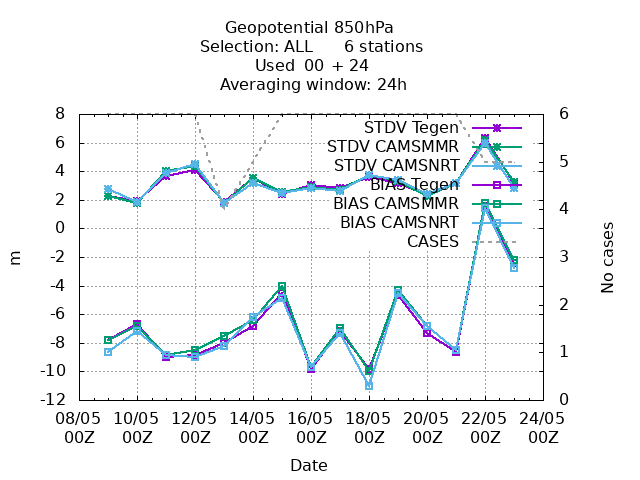 Geopotential 850hPa
Selection: ALL 6 stations
Used 00 + 24
Averaging window: 24h
8
6
4
2
0
-2
-4
-6
-8
-10
-12
m
STDV Tegen
STDV CAMSMMR
STDV CAMSNRT
BIAS Tegen
BIAS CAMSMMR
BIAS CAMSNRT
CASES
6
5
4
3
2
1
0
No cases
08/05 10/05 12/05 14/05 16/05 18/05 20/05 22/05 24/05
00Z 00Z 00Z 00Z 00Z 00Z 00Z 00Z 00Z
Date